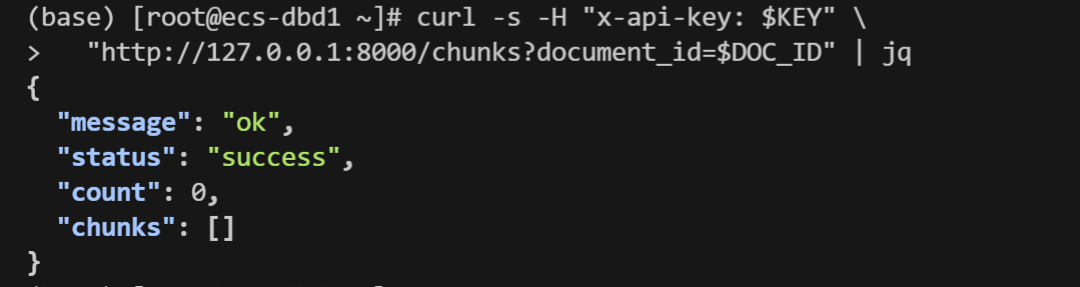 (base) [root@ecs-dbd1 ~]# curl -s -H "x-api-key: $KEY" \
>   "http://127.0.0.1:8000/chunks?document_id=$DOC_ID" | jq
{
  "message": "ok",
  "status": "success",
  "count": 0,
  "chunks": []
}